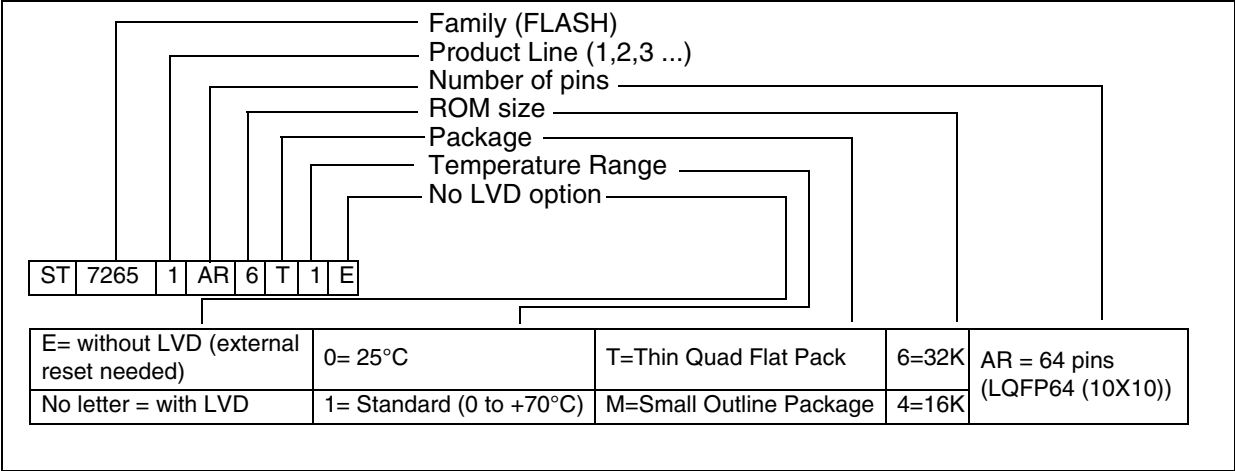 Family (FLASH)
Product Line (1,2,3 ...)
Number of pins
ROM size
Package
Temperature Range
No LVD option
ST 7265 1 AR 6 T 1 E
E= without LVD (external
reset needed)
0= 25°C
T=Thin Quad Flat Pack
6=32K
AR = 64 pins
(LQFP64 (10X10))
No letter = with LVD
1= Standard (0 to +70°C)
M=Small Outline Package
4=16K